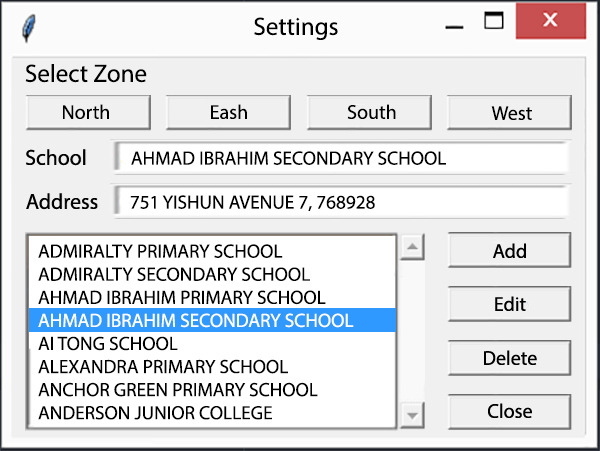 Settings
Select Zone
North Eash South West
School AHMAD IBRAHIM SECONDARY SCHOOL
Address 751 YISHUN AVENUE 7, 768928
ADMIRALTY PRIMARY SCHOOL
ADMIRALTY SECONDARY SCHOOL
AHMAD IBRAHIM PRIMARY SCHOOL
AHMAD IBRAHIM SECONDARY SCHOOL
AI TONG SCHOOL
ALEXANDRA PRIMARY SCHOOL
ANCHOR GREEN PRIMARY SCHOOL
ANDERSON JUNIOR COLLEGE
Add
Edit
Delete
Close